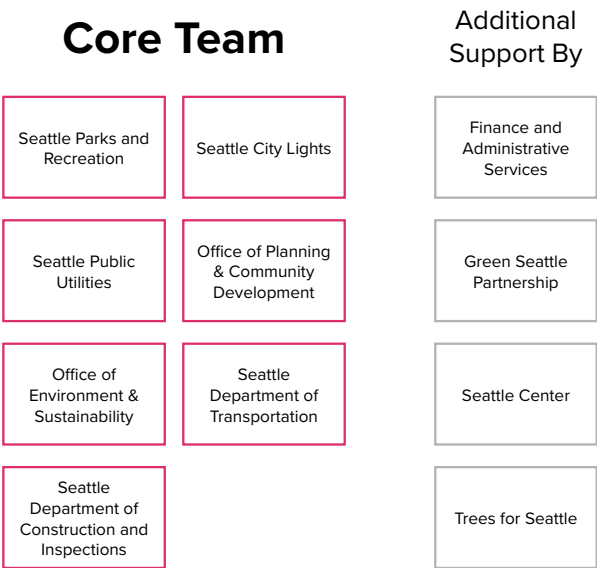 Core Team
Seattle Parks and
Recreation
Seattle City Lights
Seattle Public
Utilities
Office of Planning
& Community
Development
Office of
Environment &
Sustainability
Seattle
Department of
Transportation
Seattle
Department of
Construction and
Inspections
Additional
Support By
Finance and
Administrative
Services
Green Seattle
Partnership
Seattle Center
Trees for Seattle